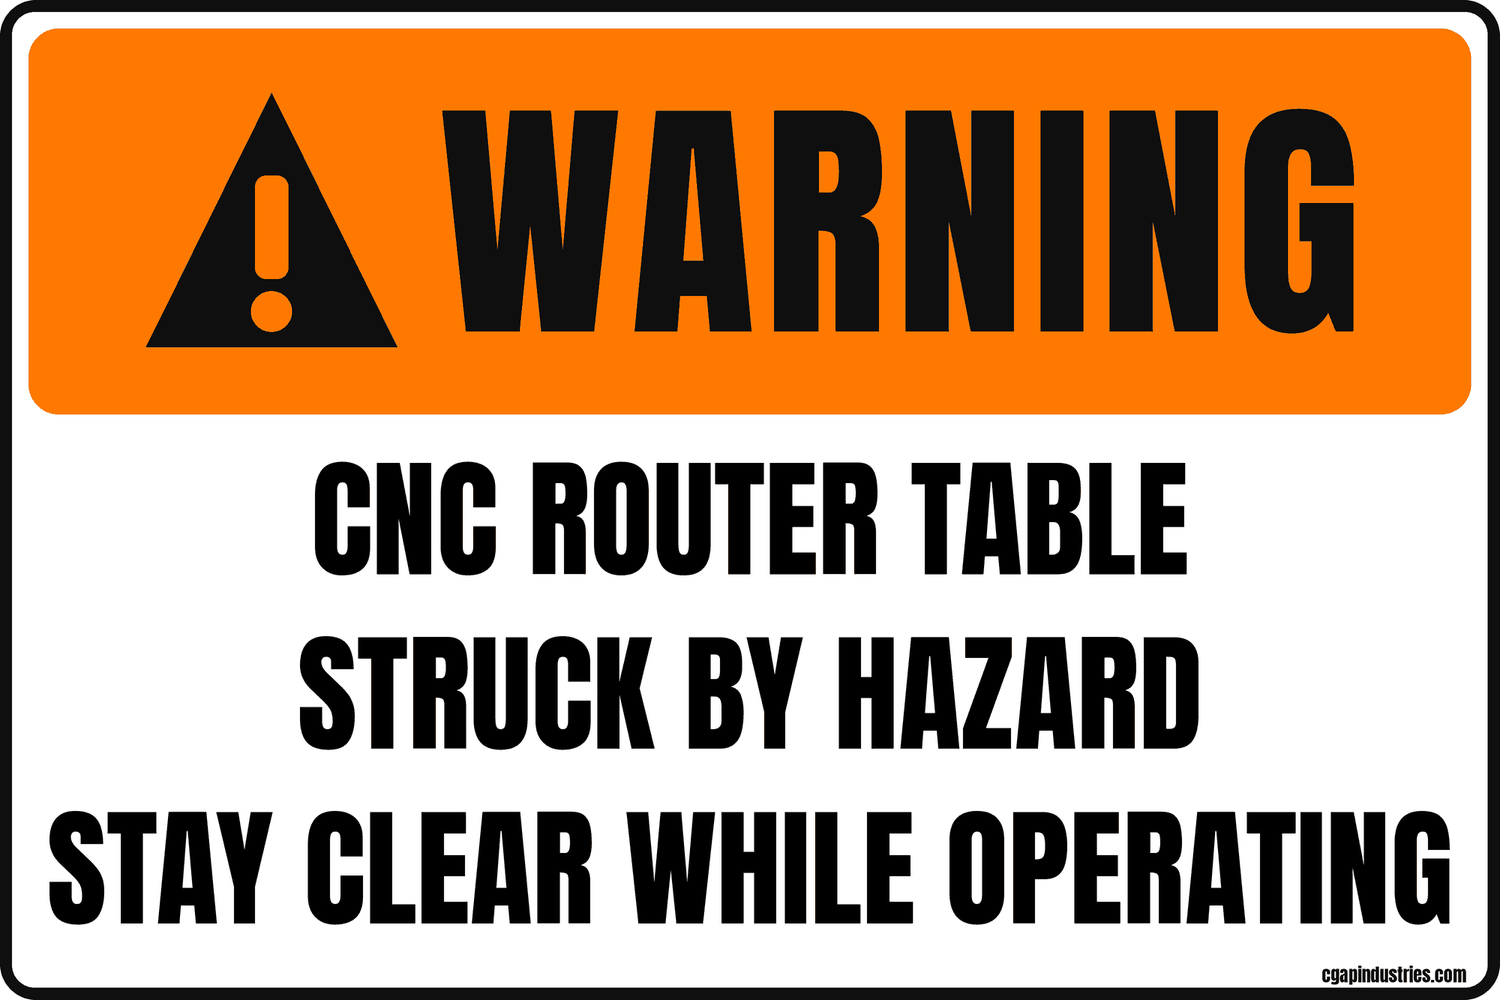 WARNING
CNC ROUTER TABLE
STRUCK BY HAZARD
STAY CLEAR WHILE OPERATING
cgapindustries.com